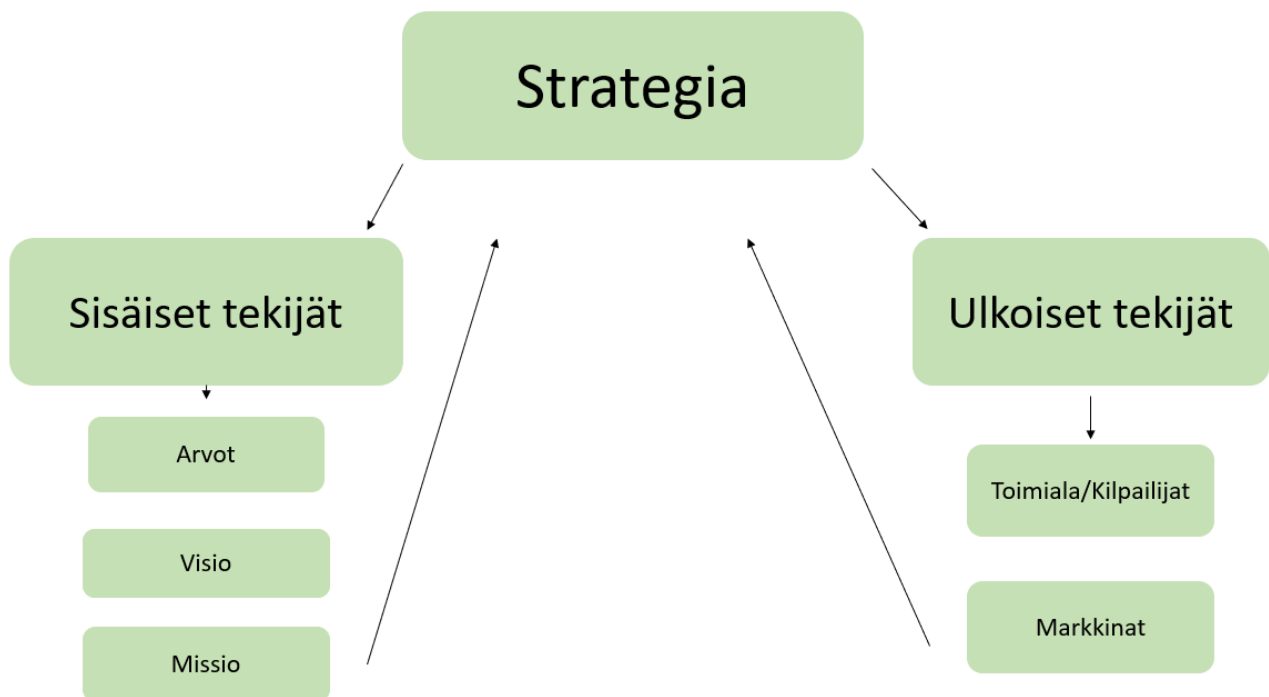 Strategia
Sisäiset tekijät
Ulkoiset tekijät
Arvot
Visio
Missio
Toimiala/Kilpailijat
Markkinat